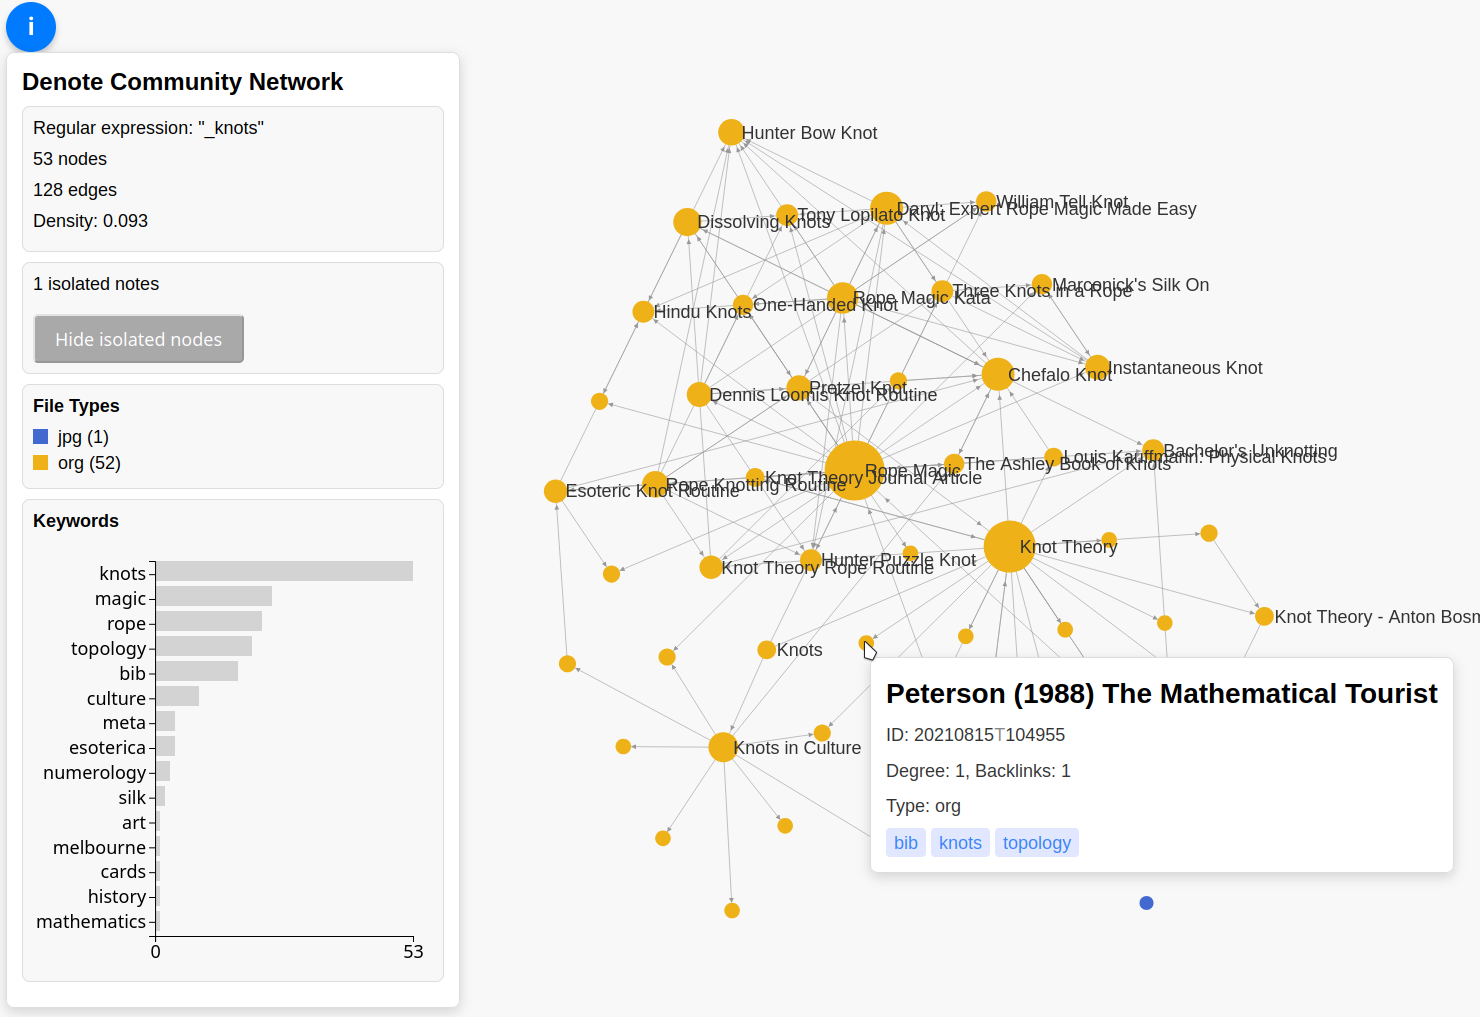 i
Denote Community Network
Regular expression: "_knots"
53 nodes
128 edges
Density: 0.093
1 isolated notes
Hide isolated nodes
File Types
jpg (1)
org (52)
Keywords
knots
magic
rope
topology
bib
culture
meta
esoterica
numerology
silk
art
melbourne
cards
history
mathematics
0
53
Hunter Bow Knot
William Tell Knot
Daryl: Expert Rope Magic Made Easy
Tony Lopilato Knot
Dissolving Knots
Marconick's Silk On
Three Knots in a Rope
Rope Magic Kata
One-Handed Knot
Hindu Knots
Instantaneous Knot
Chefalo Knot
Pretzel Knot
Dennis Loomis Knot Routine
Bachelor's Unknotting
Louis Kauffmann: Physical Knots
The Ashley Book of Knots
Rope Magic
Knot Theory Journal Article
Rope Knotting Routine
Esoteric Knot Routine
Knot Theory
Hunter Puzzle Knot
Knot Theory Rope Routine
Knot Theory - Anton Bosn
Knots
Knots in Culture
Peterson (1988) The Mathematical Tourist
ID: 20210815T104955
Degree: 1, Backlinks: 1
Type: org
bib knots topology